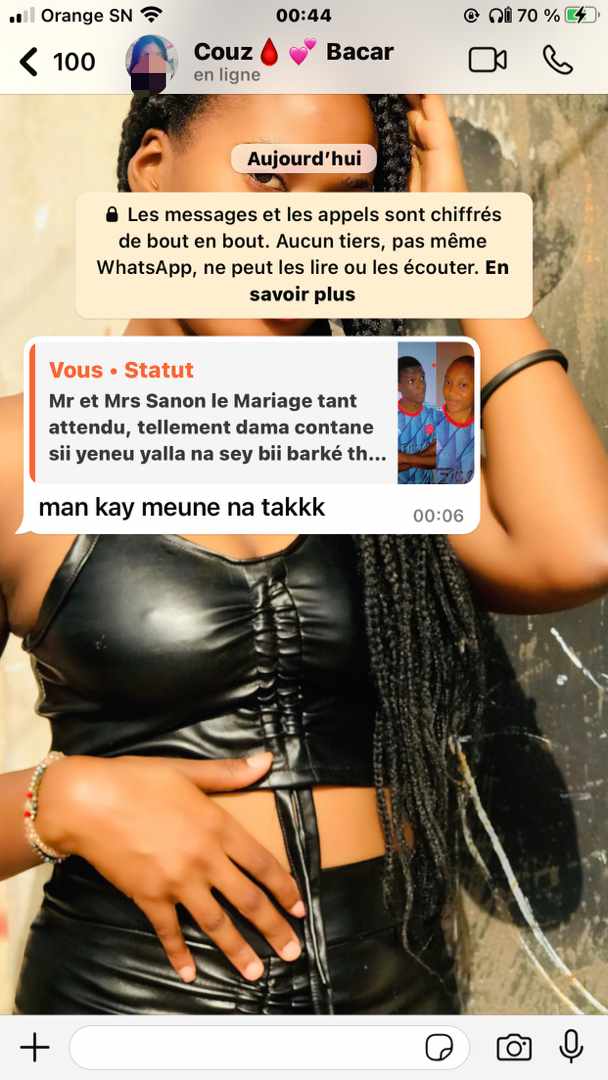 Orange SN 00:44 70 %
100 Couz🩸💕 Bacar
en ligne
Aujourd’hui
Les messages et les appels sont chiffrés
de bout en bout. Aucun tiers, pas même
WhatsApp, ne peut les lire ou les écouter. En
savoir plus
Vous • Statut
Mr et Mrs Sanon le Mariage tant
attendu, tellement dama contane
sii yeneu yalla na sey bii barké th...
man kay meune na takkk
00:06